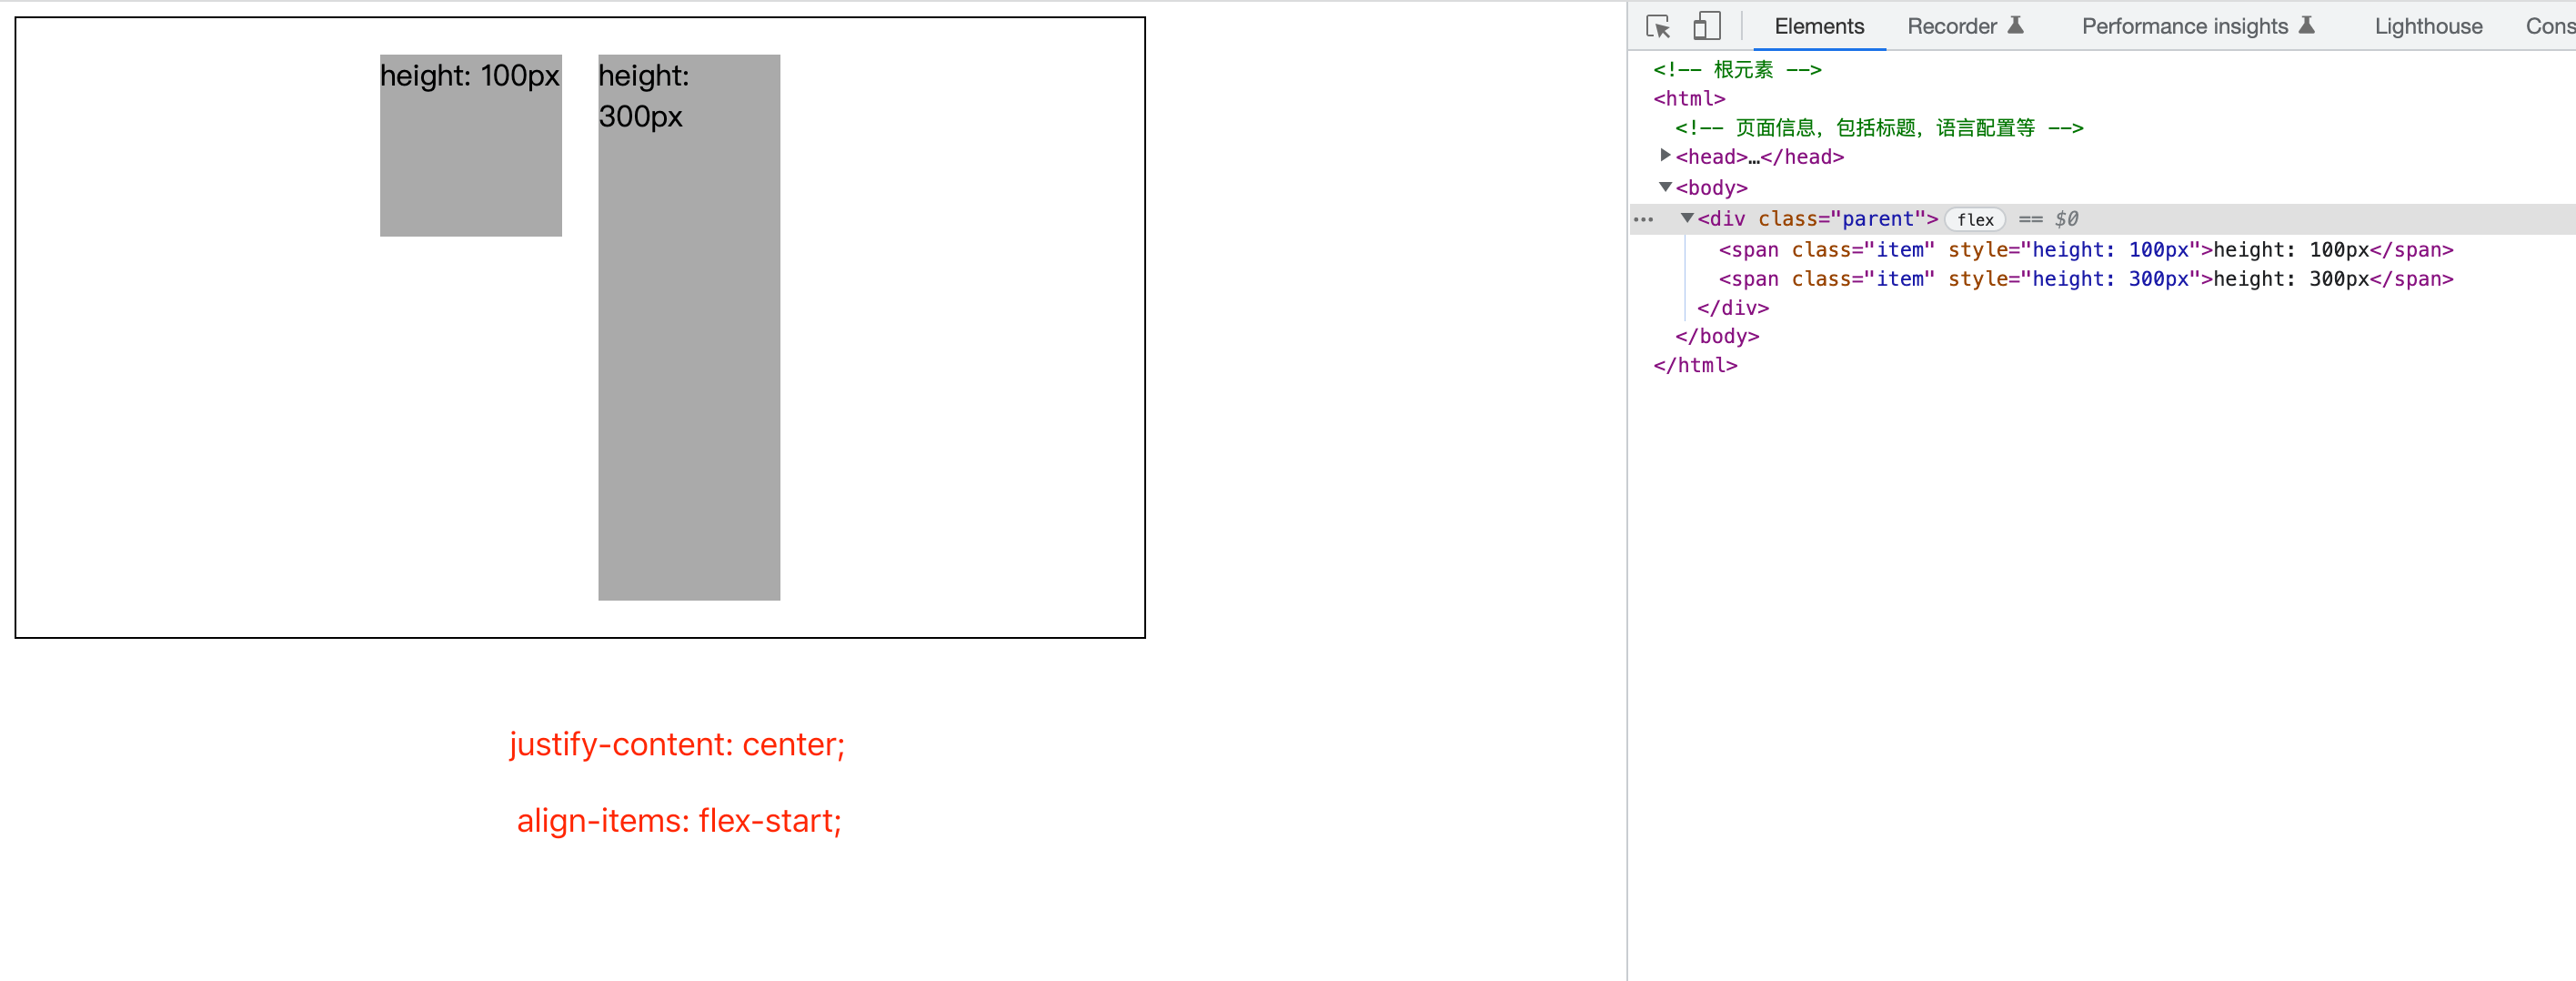 height: 100px
height:
300px
justify-content: center;
align-items: flex-start;
Elements Recorder Performance insights Lighthouse
<!-- 根元素 -->
<html>
<!-- 页面信息，包括标题，语言配置等 -->
<head>…</head>
<body>
<div class="parent"> flex == $0
<span class="item" style="height: 100px">height: 100px</span>
<span class="item" style="height: 300px">height: 300px</span>
</div>
</body>
</html>